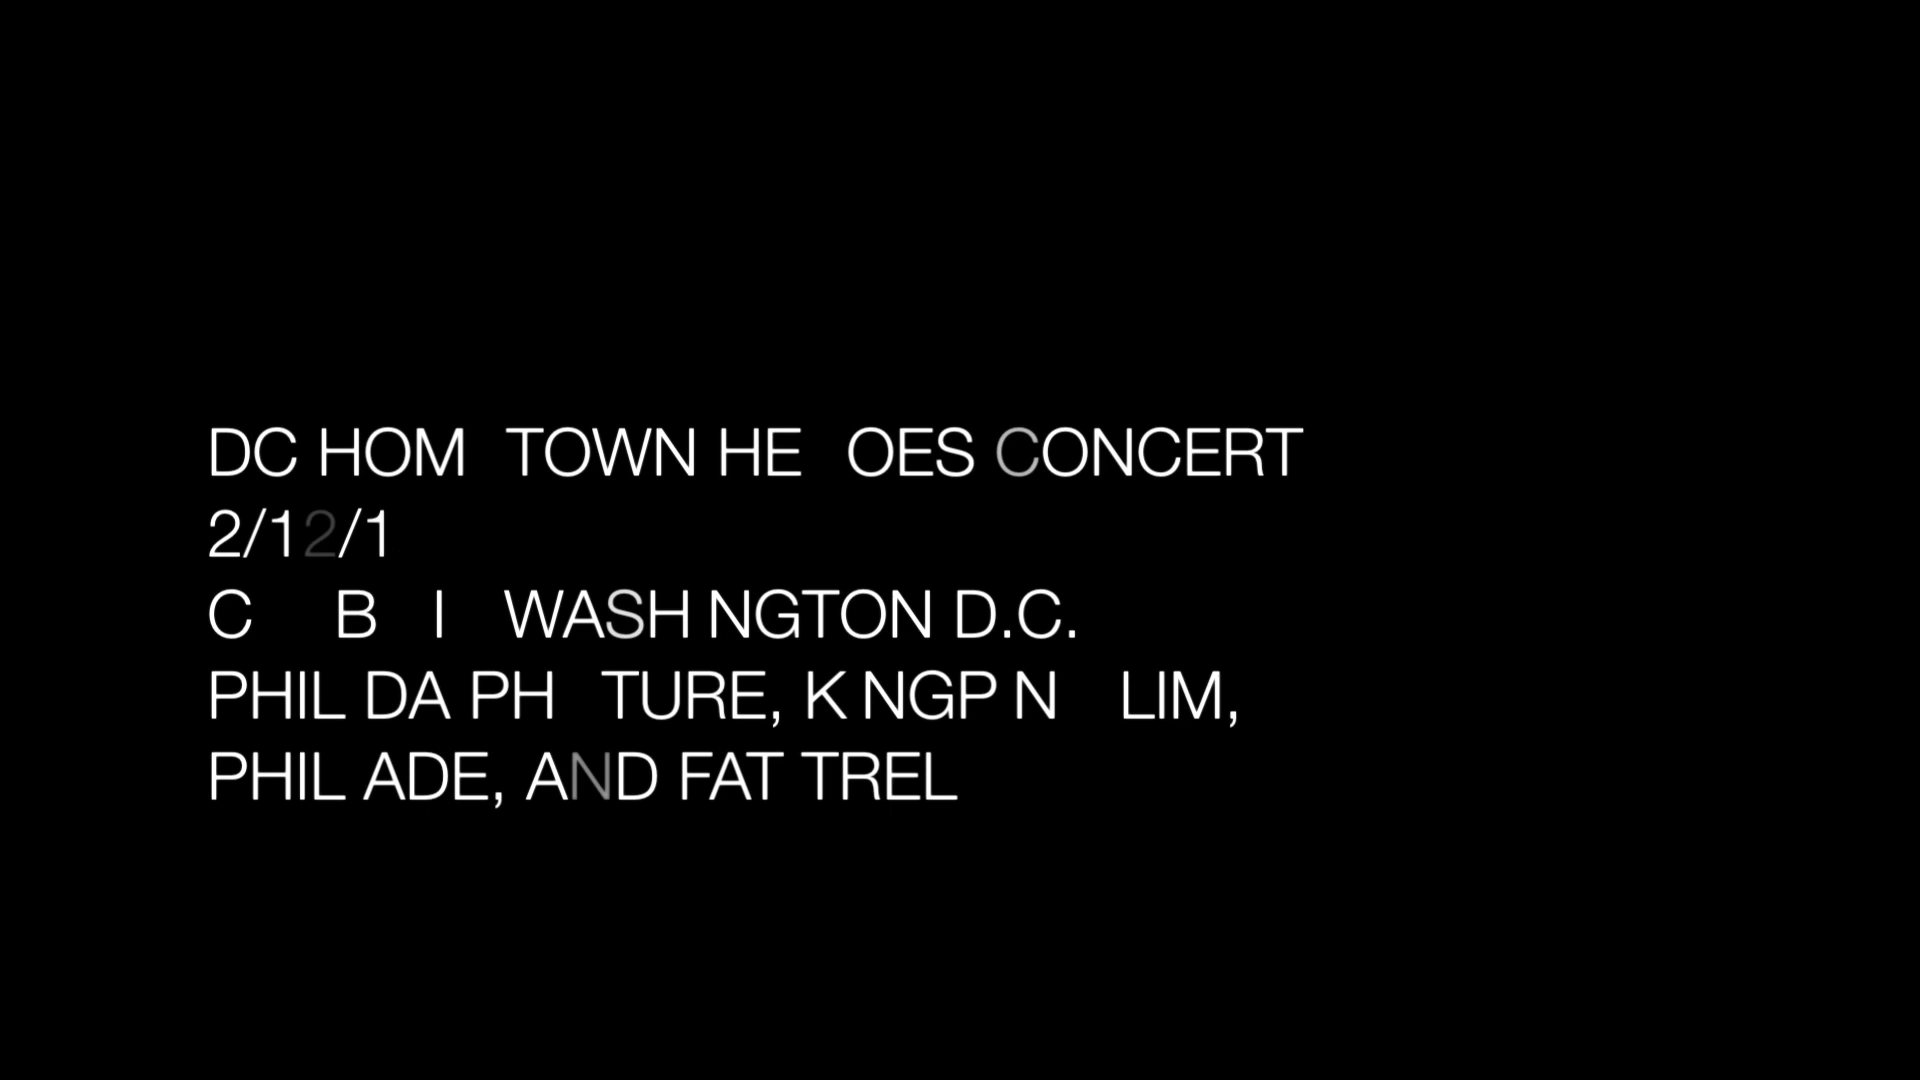 DC HOM TOWN HE OES CONCERT
2/12/1
C B I WASH NGTON D.C.
PHIL DA PH TURE, K NGP N LIM,
PHIL ADE, AND FAT TREL